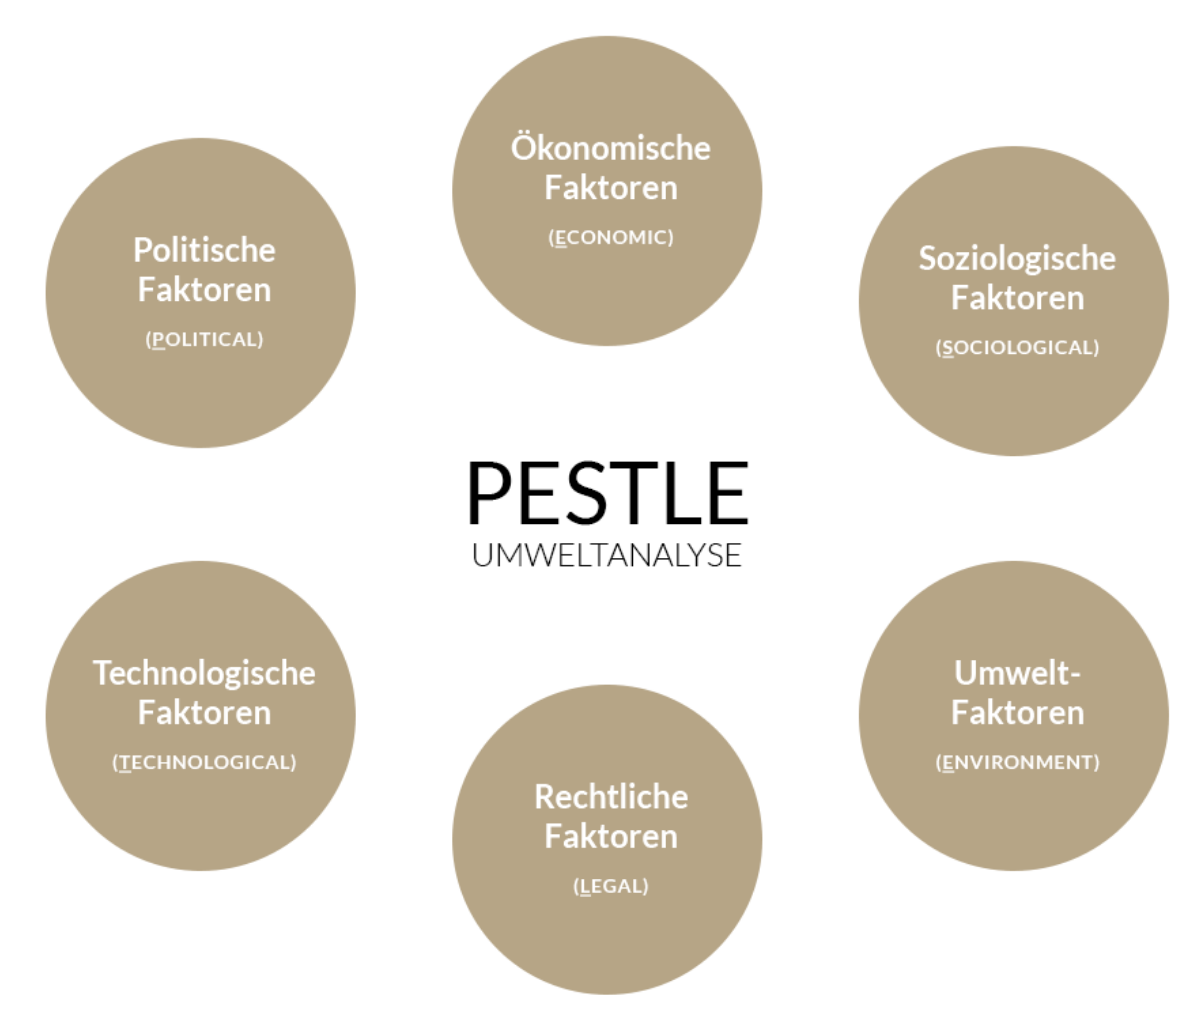 Politische
Faktoren
(POLITICAL)
Ökonomische
Faktoren
(ECONOMIC)
Soziologische
Faktoren
(SOCIOLOGICAL)
PESTLE
UMWELTANALYSE
Technologische
Faktoren
(TECHNOLOGICAL)
Rechtliche
Faktoren
(LEGAL)
Umwelt-
Faktoren
(ENVIRONMENT)